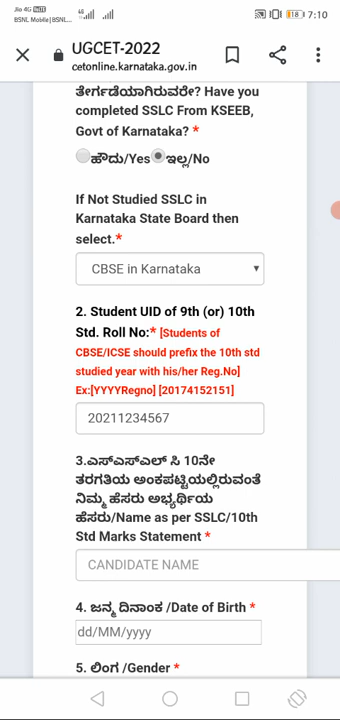 Jio 4G VoLTE
BSNL Mobile|BSNL...
4G
18
7:10
UGCET-2022
cetonline.karnataka.gov.in
ತೇರ್ಗಡೆಯಾಗಿರುವರೇ? Have you
completed SSLC From KSEEB,
Govt of Karnataka? *
ಹೌದು/Yes ಇಲ್ಲ/No
If Not Studied SSLC in
Karnataka State Board then
select.*
CBSE in Karnataka
2. Student UID of 9th (or) 10th
Std. Roll No:* [Students of
CBSE/ICSE should prefix the 10th std
studied year with his/her Reg.No]
Ex:[YYYYRegno] [20174152151]
20211234567
3.ಎಸ್ಎಸ್ಎಲ್ ಸಿ 10ನೇ
ತರಗತಿಯ ಅಂಕಪಟ್ಟಿಯಲ್ಲಿರುವಂತೆ
ನಿಮ್ಮ ಹೆಸರು ಅಭ್ಯರ್ಥಿಯ
ಹೆಸರು/Name as per SSLC/10th
Std Marks Statement *
CANDIDATE NAME
4. ಜನ್ಮ ದಿನಾಂಕ /Date of Birth *
dd/MM/yyyy
5. ಲಿಂಗ /Gender *